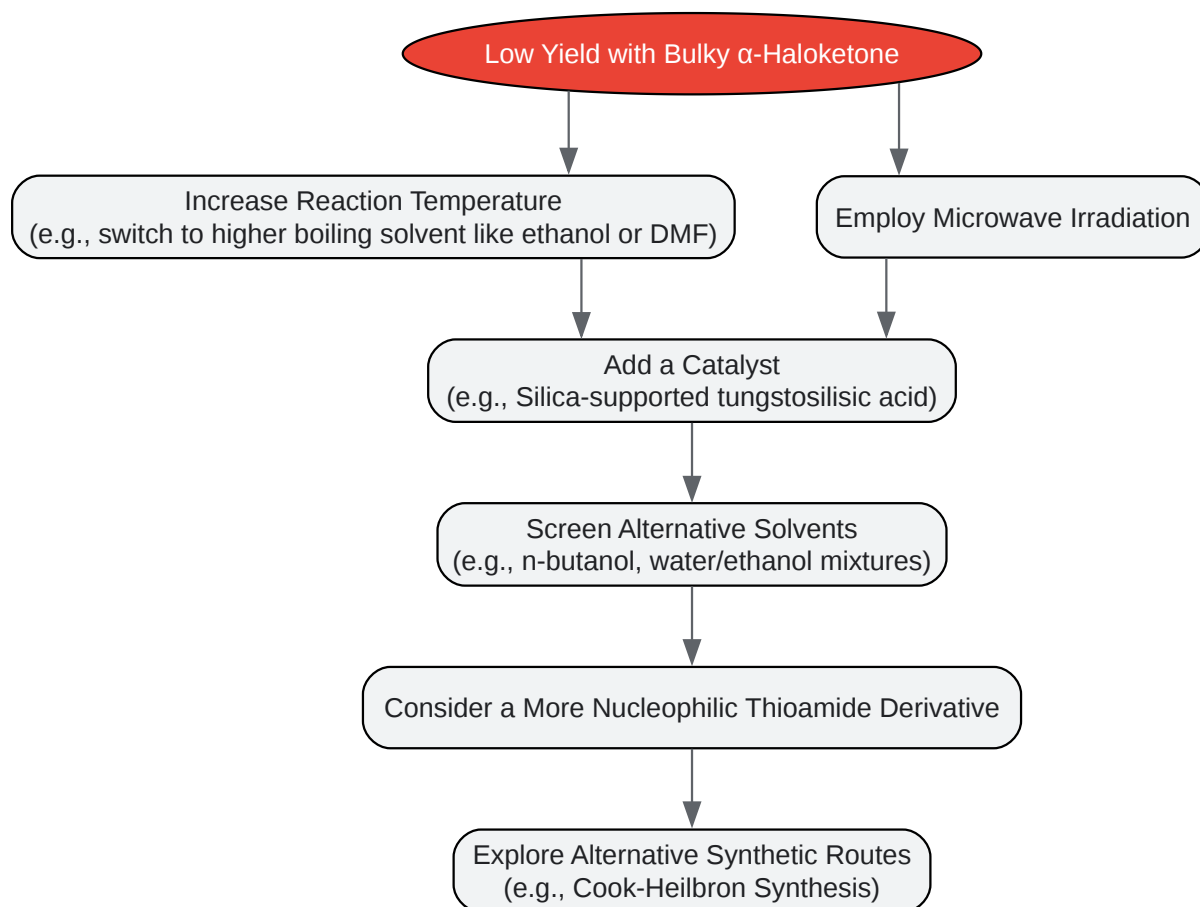 Low Yield with Bulky α-Haloketone
Increase Reaction Temperature
(e.g., switch to higher boiling solvent like ethanol or DMF)
Employ Microwave Irradiation
Add a Catalyst
(e.g., Silica-supported tungstosilisic acid)
Screen Alternative Solvents
(e.g., n-butanol, water/ethanol mixtures)
Consider a More Nucleophilic Thioamide Derivative
Explore Alternative Synthetic Routes
(e.g., Cook-Heilbron Synthesis)